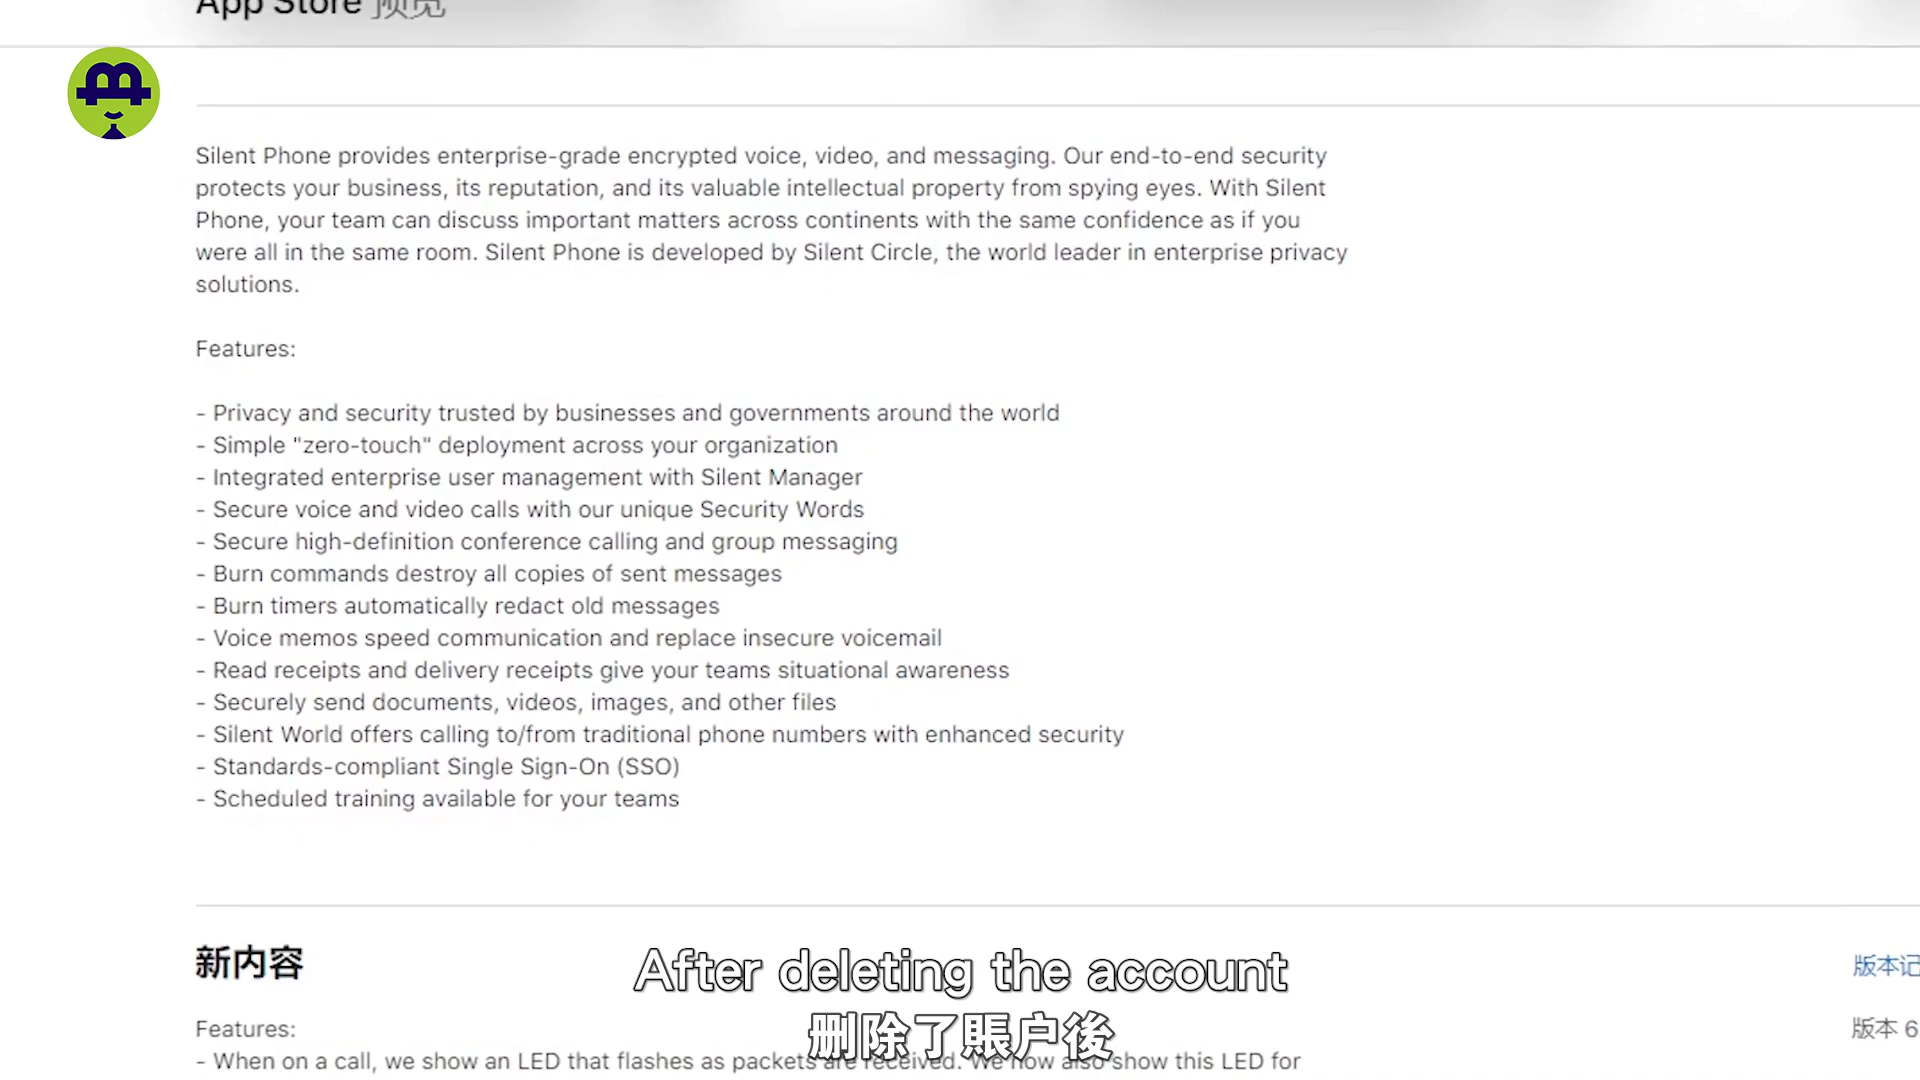 App Store 预览
Silent Phone provides enterprise-grade encrypted voice, video, and messaging. Our end-to-end security
protects your business, its reputation, and its valuable intellectual property from spying eyes. With Silent
Phone, your team can discuss important matters across continents with the same confidence as if you
were all in the same room. Silent Phone is developed by Silent Circle, the world leader in enterprise privacy
solutions.
Features:
- Privacy and security trusted by businesses and governments around the world
- Simple "zero-touch" deployment across your organization
- Integrated enterprise user management with Silent Manager
- Secure voice and video calls with our unique Security Words
- Secure high-definition conference calling and group messaging
- Burn commands destroy all copies of sent messages
- Burn timers automatically redact old messages
- Voice memos speed communication and replace insecure voicemail
- Read receipts and delivery receipts give your teams situational awareness
- Securely send documents, videos, images, and other files
- Silent World offers calling to/from traditional phone numbers with enhanced security
- Standards-compliant Single Sign-On (SSO)
- Scheduled training available for your teams
新内容
版本记
Features:
版本 6
- When on a call, we show an LED that flashes as packets are received. We now also show this LED for
After deleting the account
删除了賬户後